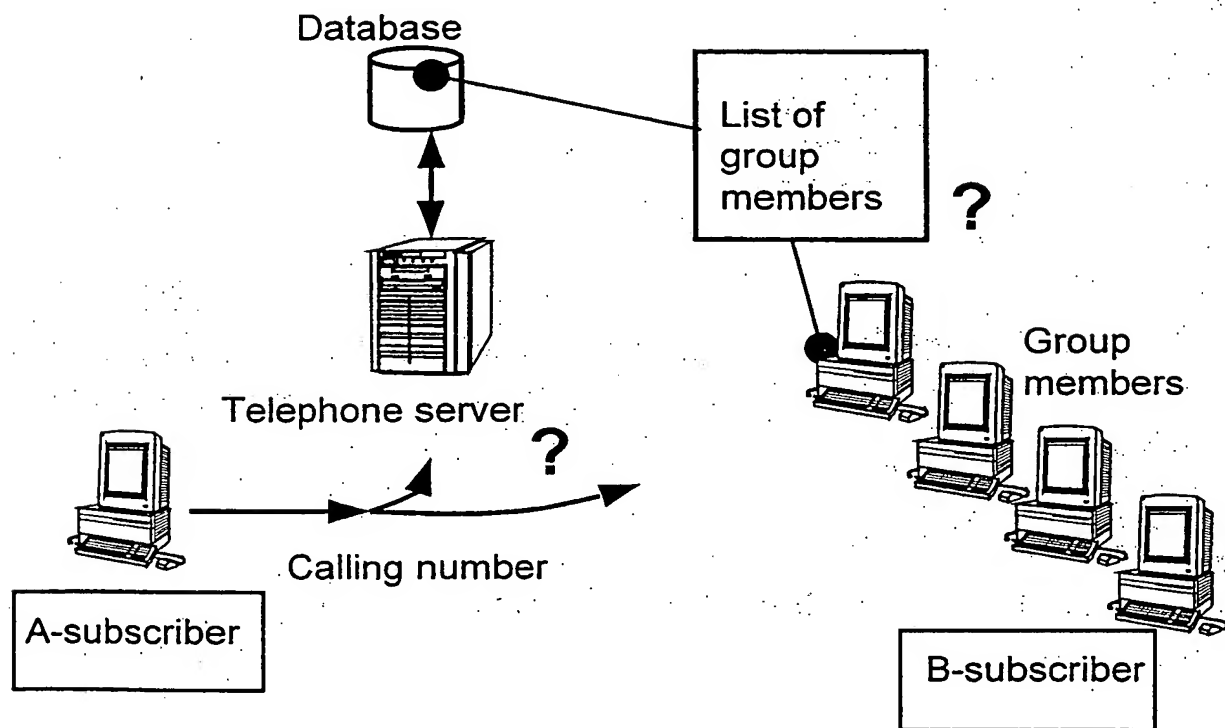 Database
List of
group
members
?
Telephone server
Group
members
?
Calling number
A-subscriber
B-subscriber